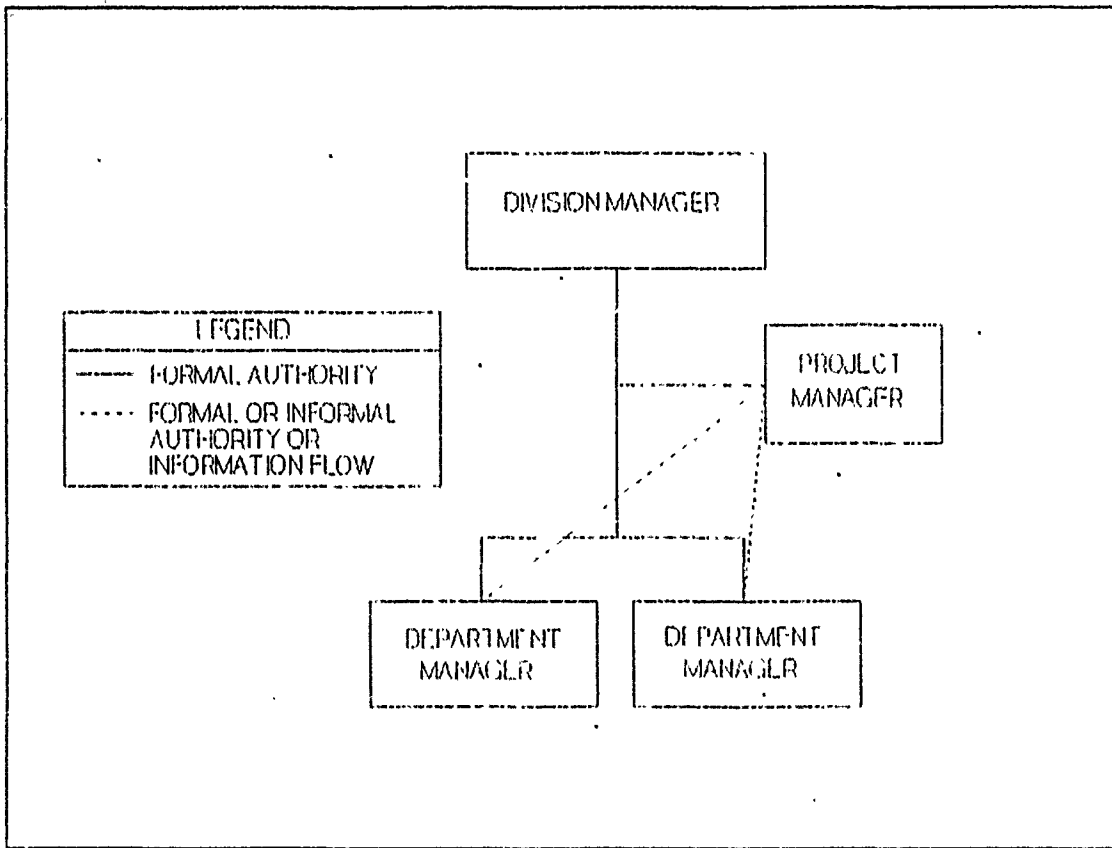 DIVISION MANAGER
LEGEND
FORMAL AUTHORITY
FORMAL OR INFORMAL
AUTHORITY OR
INFORMATION FLOW
PROJECT
MANAGER
DEPARTMENT
MANAGER
DEPARTMENT
MANAGER